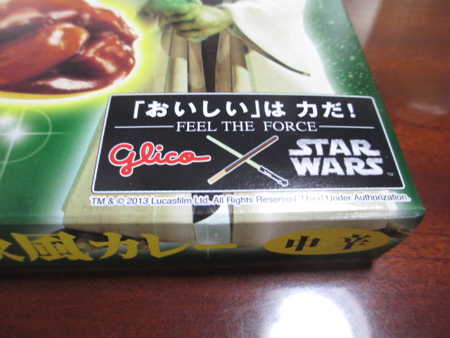 「おいしい」は 力だ!
FEEL THE FORCE
Glico
STAR
WARS
TM & © 2013 Lucasfilm Ltd. All Rights Reserved. Used Under Authorization.
風カレー 中辛